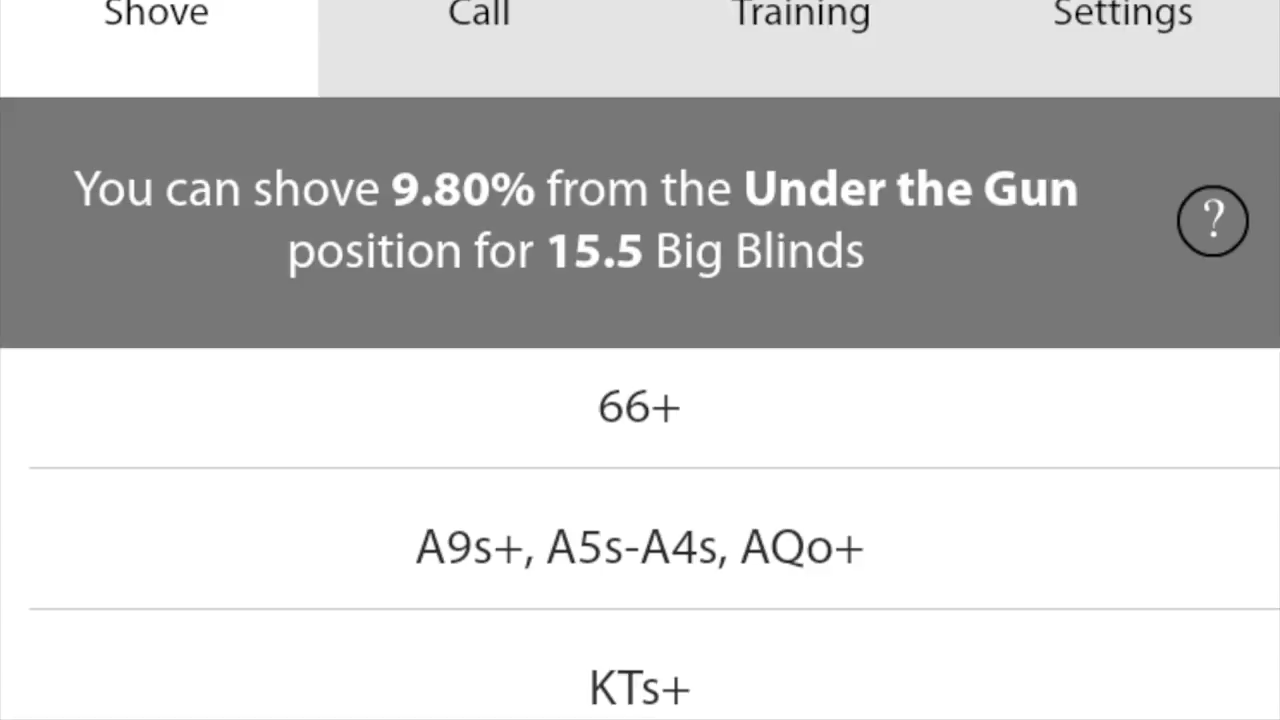 Shove Call Training Settings
You can shove 9.80% from the Under the Gun
position for 15.5 Big Blinds
?
66+
A9s+, A5s-A4s, AQo+
KTs+